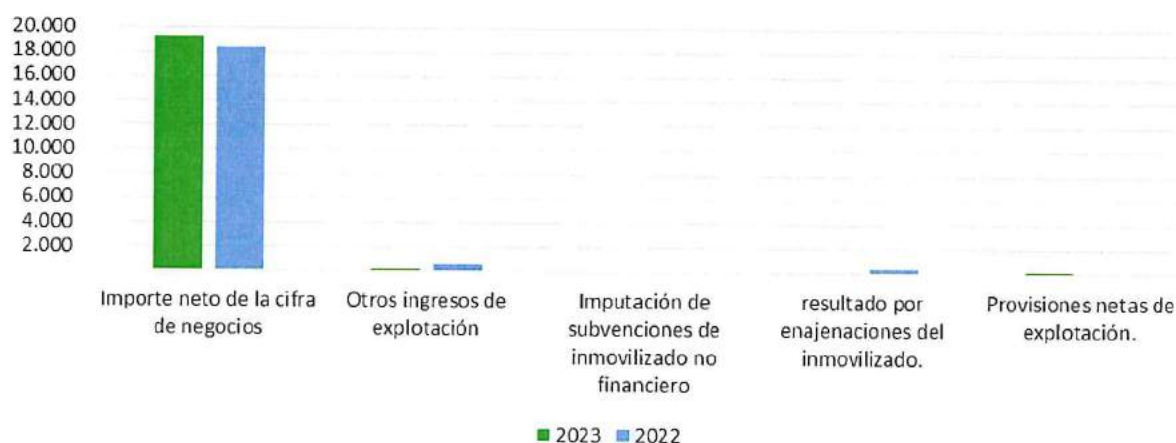 20.000
18.000
16.000
14.000
12.000
10.000
8.000
6.000
4.000
2.000
Importe neto de la cifra
de negocios
Otros ingresos de
explotación
Imputación de
subvenciones de
inmovilizado no
financiero
resultado por
enajenaciones del
inmovilizado.
Provisiones netas de
explotación.
2023
2022